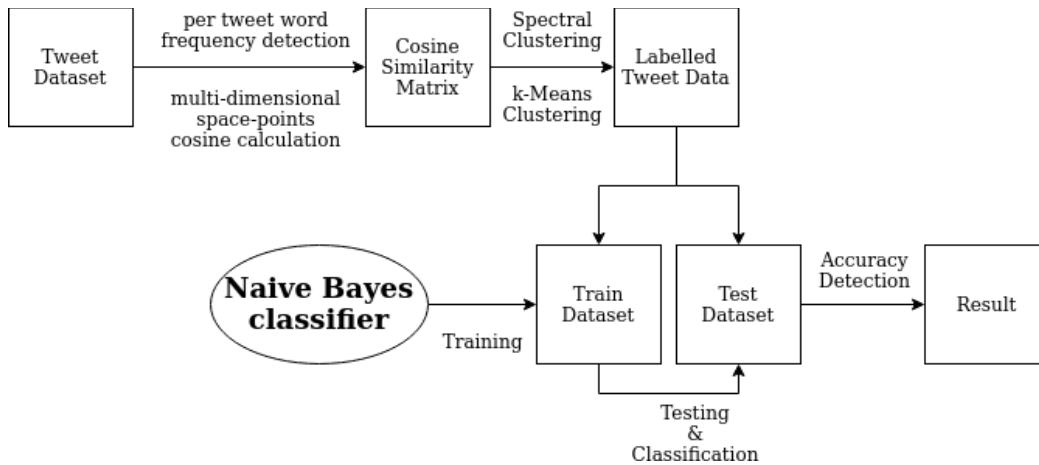 Tweet
Dataset
per tweet word
frequency detection
multi-dimensional
space-points
cosine calculation
Cosine
Similarity
Matrix
Spectral
Clustering
k-Means
Clustering
Labelled
Tweet Data
Naive Bayes
classifier
Training
Train
Dataset
Test
Dataset
Accuracy
Detection
Result
Testing
&
Classification